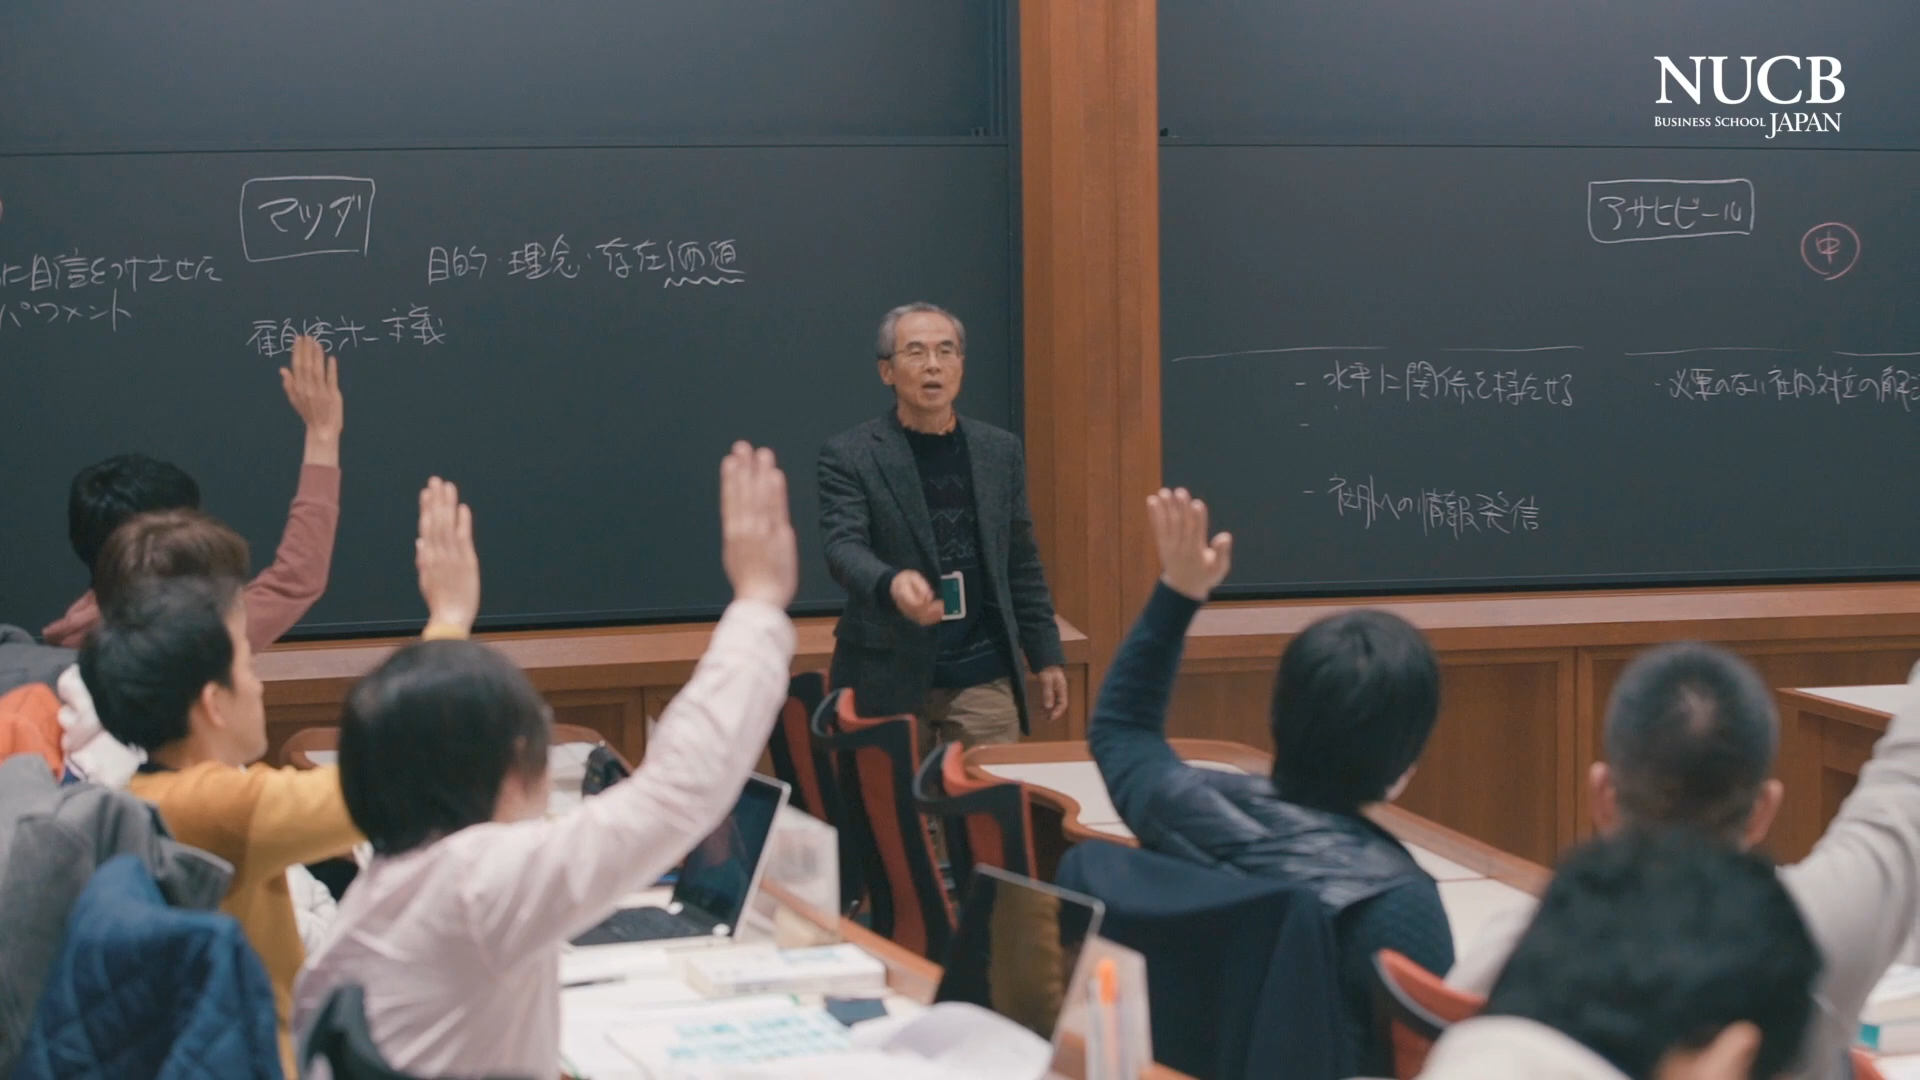 NUCB
BUSINESS SCHOOL JAPAN
マツダ
に自信をつけさせた
パワメント
目的・理念・存在価値
顧客 主義
アサヒビール
中
- 水平に関係を持たせる
-
- 社外への情報発信
・必要のない社内対立の解